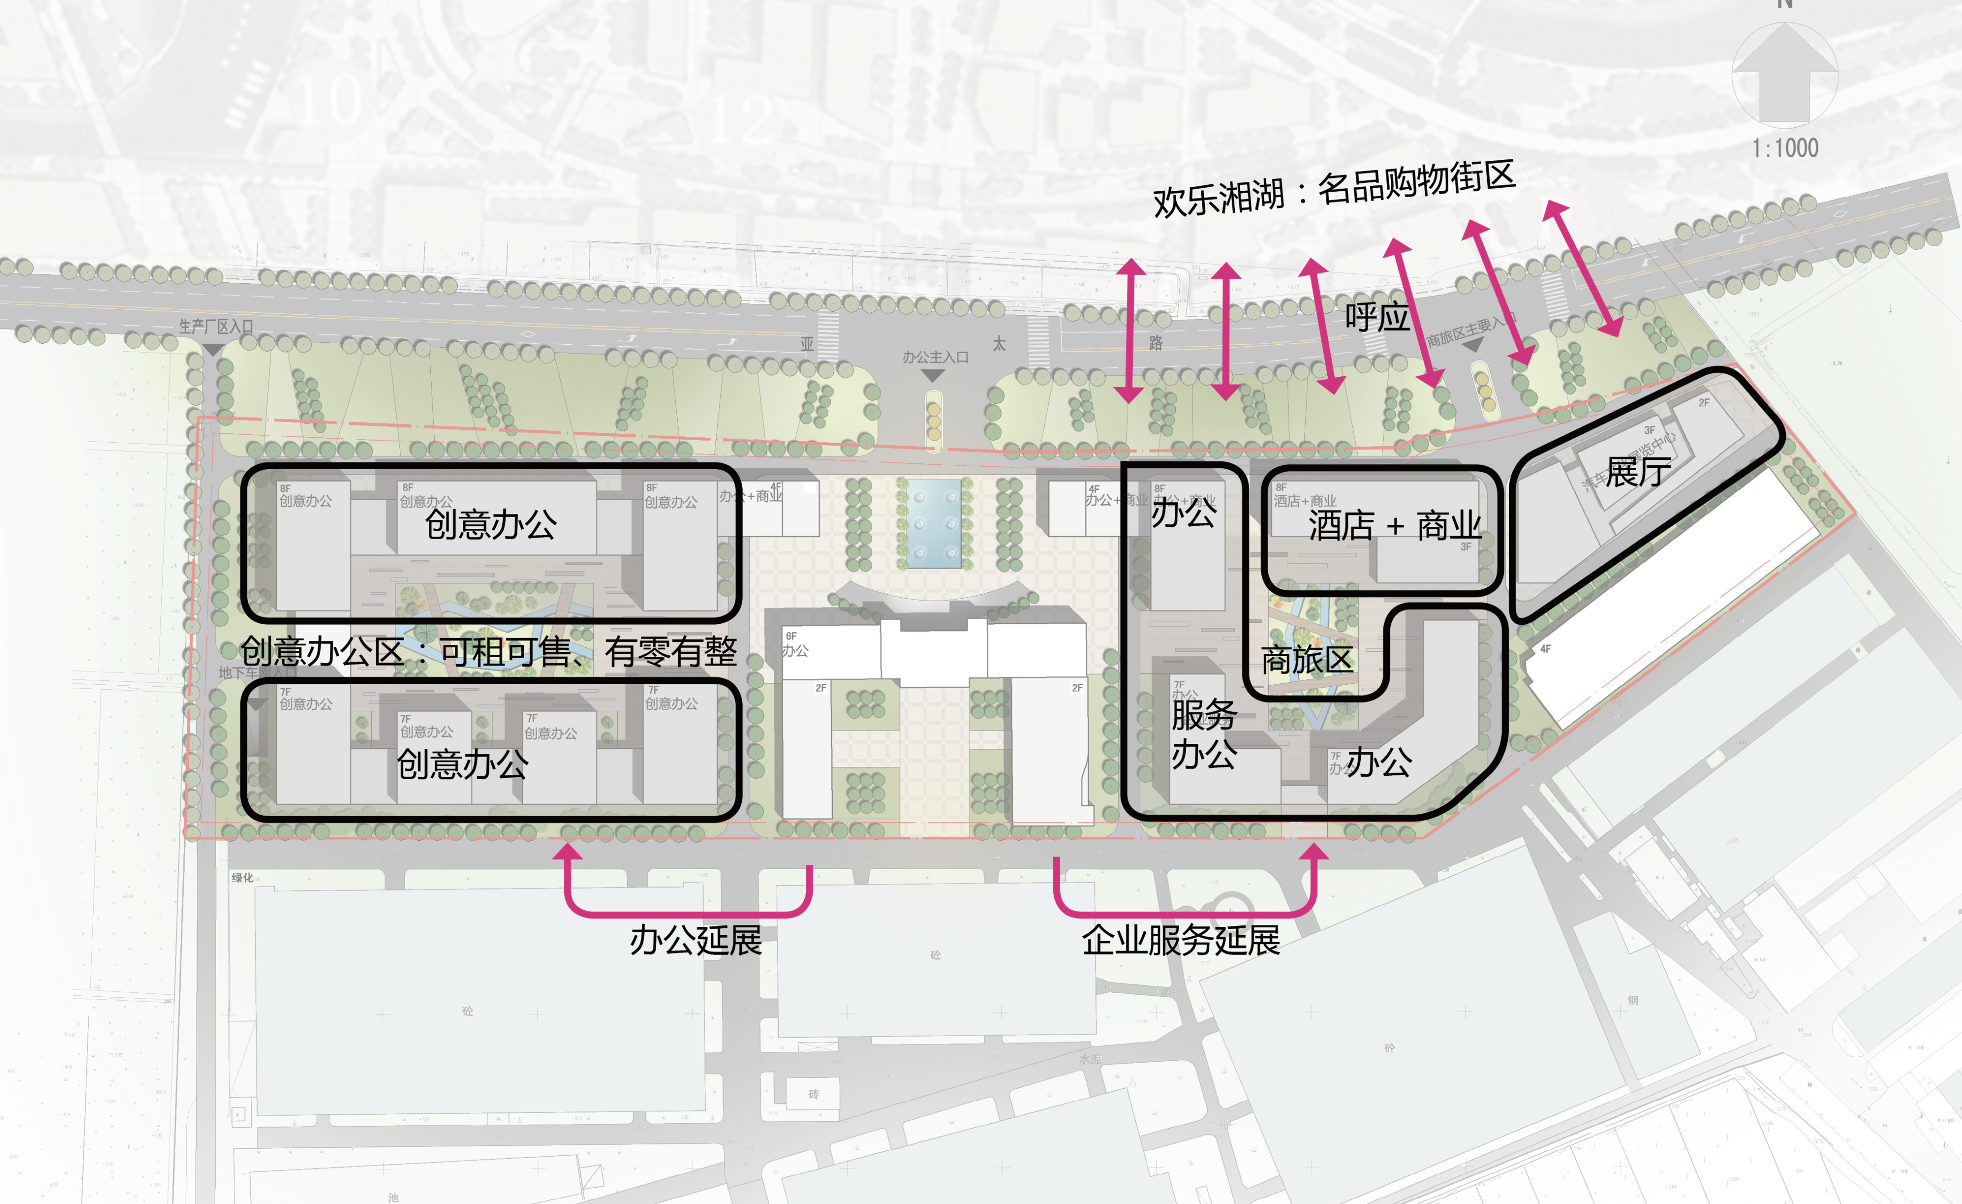 N
10
12
1:1000
欢乐湘湖：名品购物街区
呼应
生产厂区入口
亚
太
路
办公主入口
商旅区主要入口
2F
3F
汽车
展览中心
展厅
8F
创意办公
8F
创意办公
8F
创意办公
创意办公
4F
办公+商业
4F
办公+商业
8F
办公+商业
办公
8F
酒店+商业
酒店 + 商业
3F
创意办公区：可租可售、有零有整
地下车库入口
6F
办公
商旅区
4F
7F
创意办公
7F
创意办公
7F
创意办公
7F
创意办公
创意办公
2F
2F
7F
办公
服务
办公
7F
办公
办公
绿化
办公延展
企业服务延展
砼
砼
砼
钢
水泥
砖
池